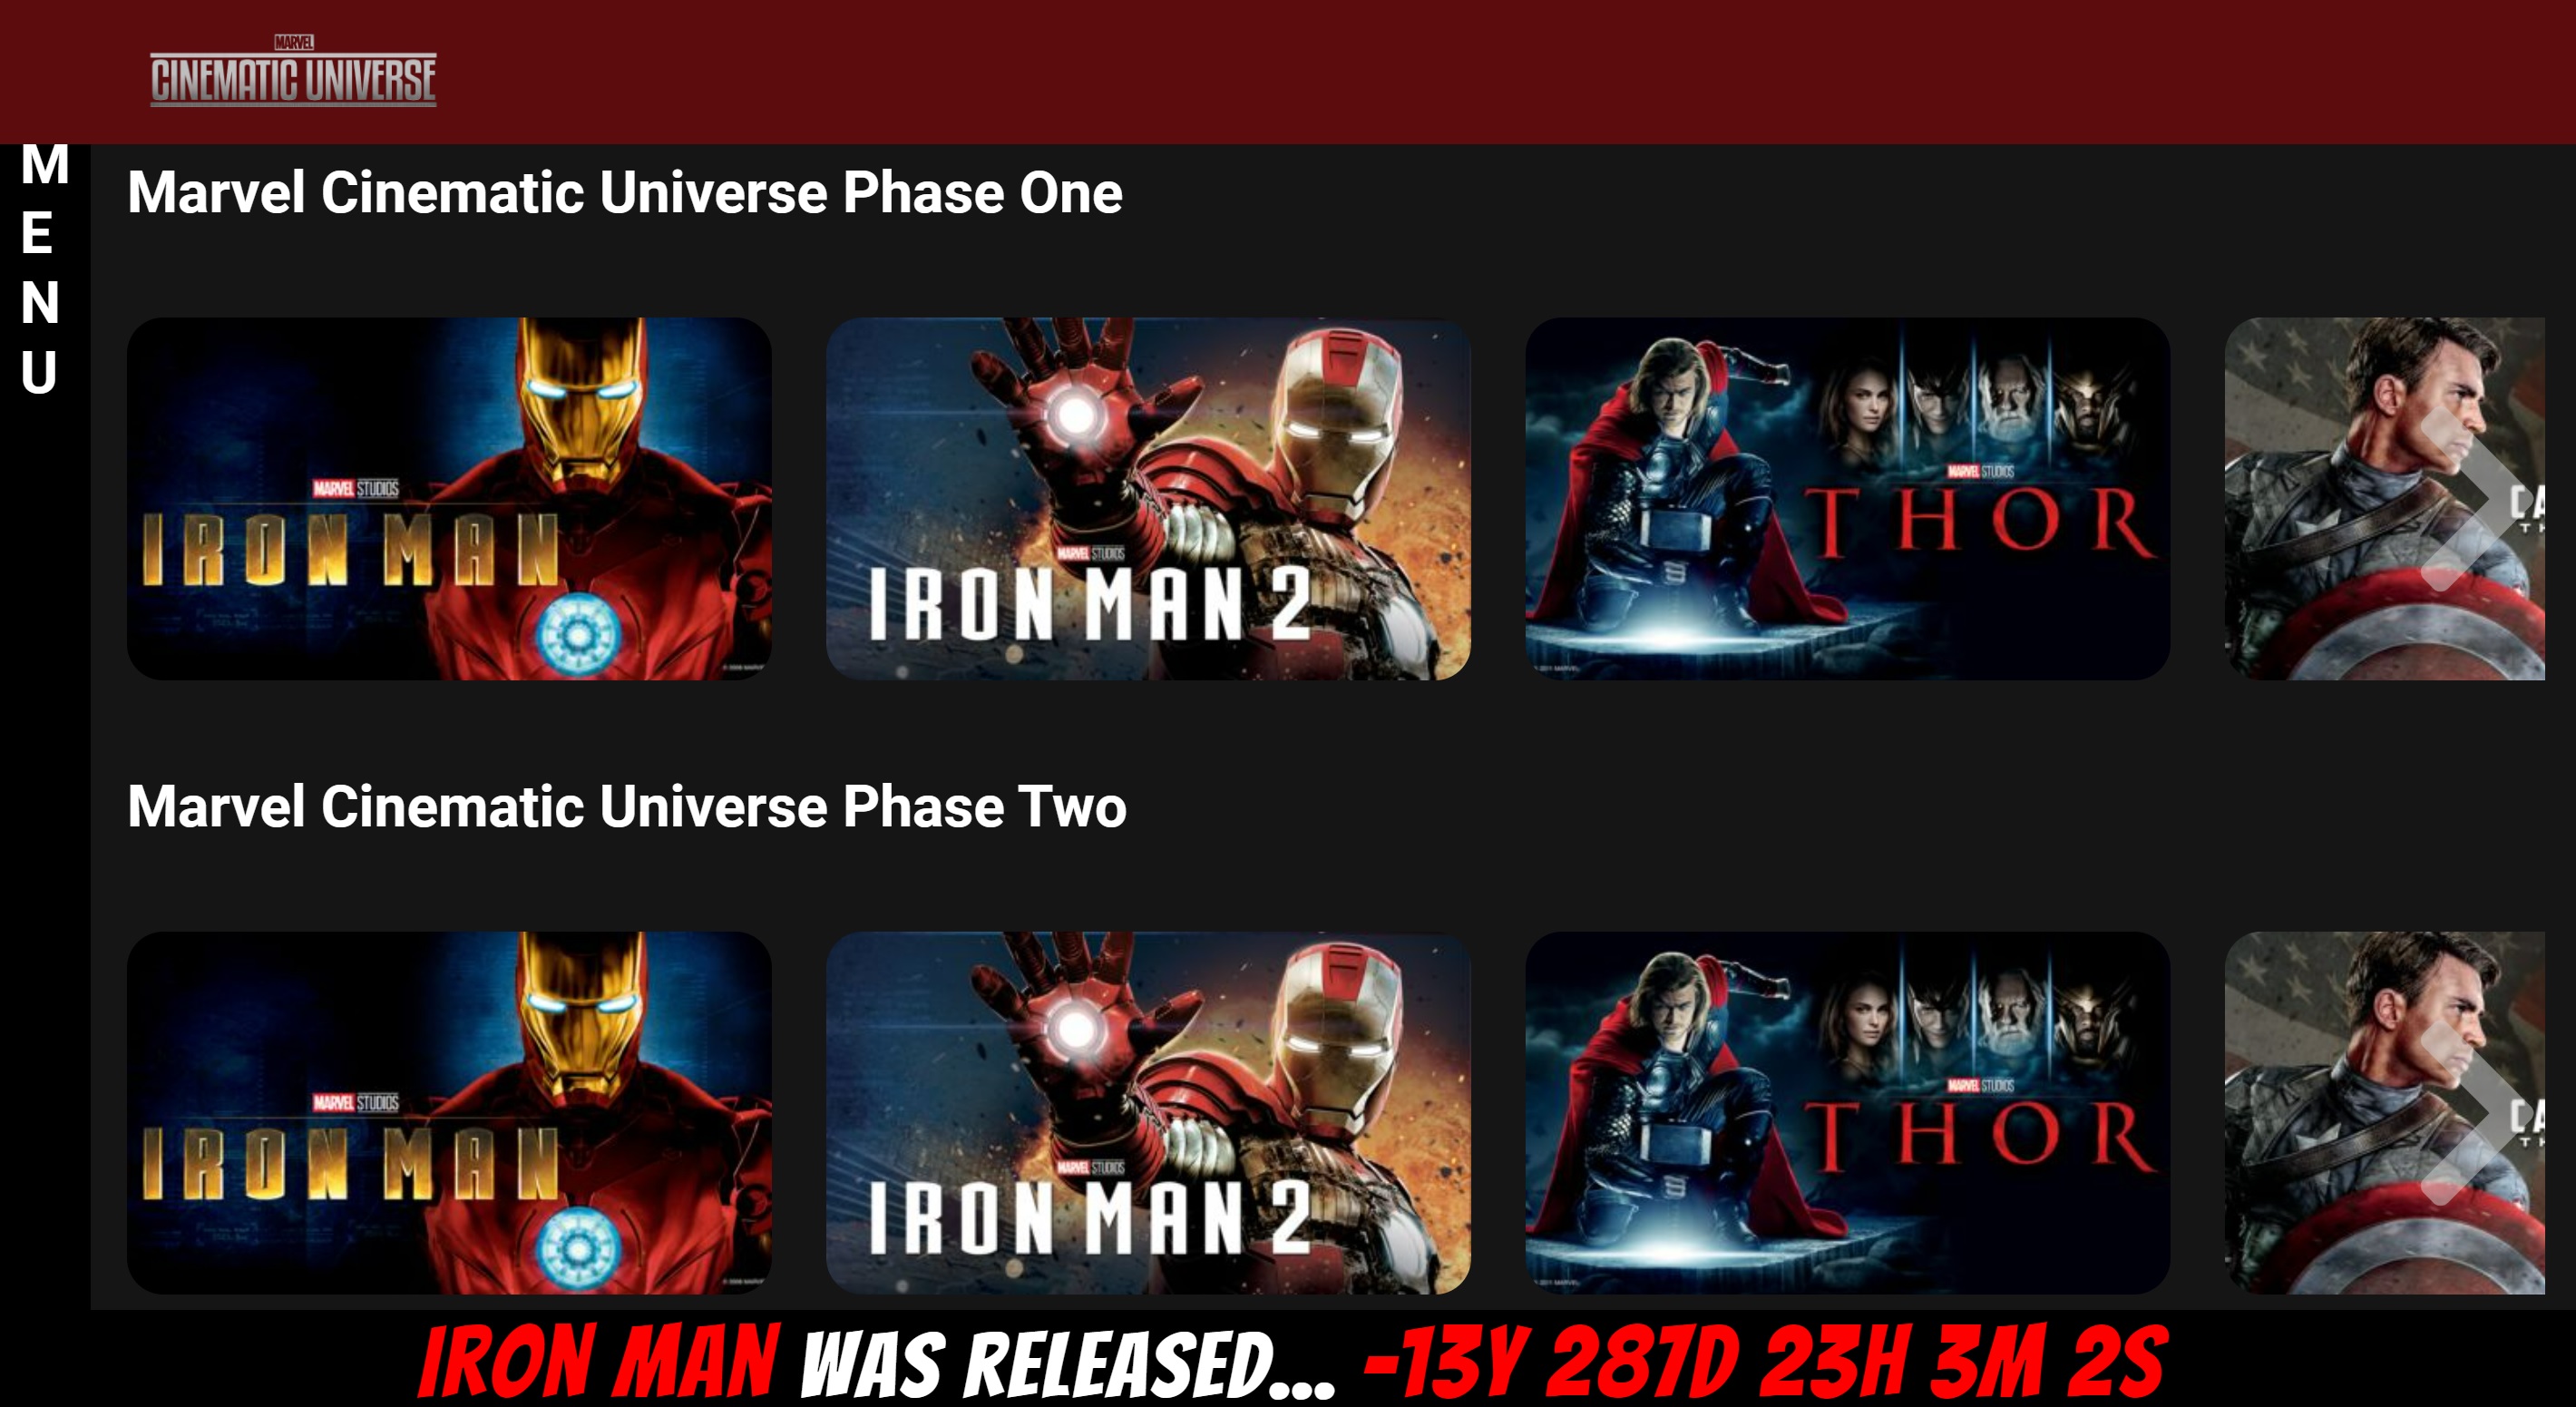 MARVEL
CINEMATIC UNIVERSE
M
E
N
U
Marvel Cinematic Universe Phase One
MARVEL STUDIOS
IRON MAN
MARVEL STUDIOS
IRON MAN 2
MARVEL STUDIOS
THOR
CA
TH
Marvel Cinematic Universe Phase Two
MARVEL STUDIOS
IRON MAN
MARVEL STUDIOS
IRON MAN 2
MARVEL STUDIOS
THOR
CA
TH
IRON MAN WAS RELEASED... -13Y 287D 23H 3M 2S